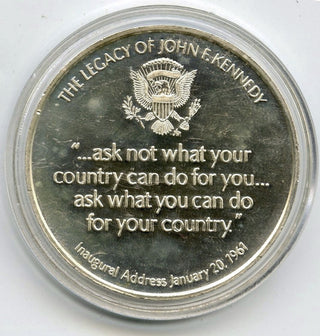 THE LEGACY OF JOHN F. KENNEDY
"...ask not what your
country can do for you...
ask what you can do
for your country."
Inaugural Address January 20, 1961